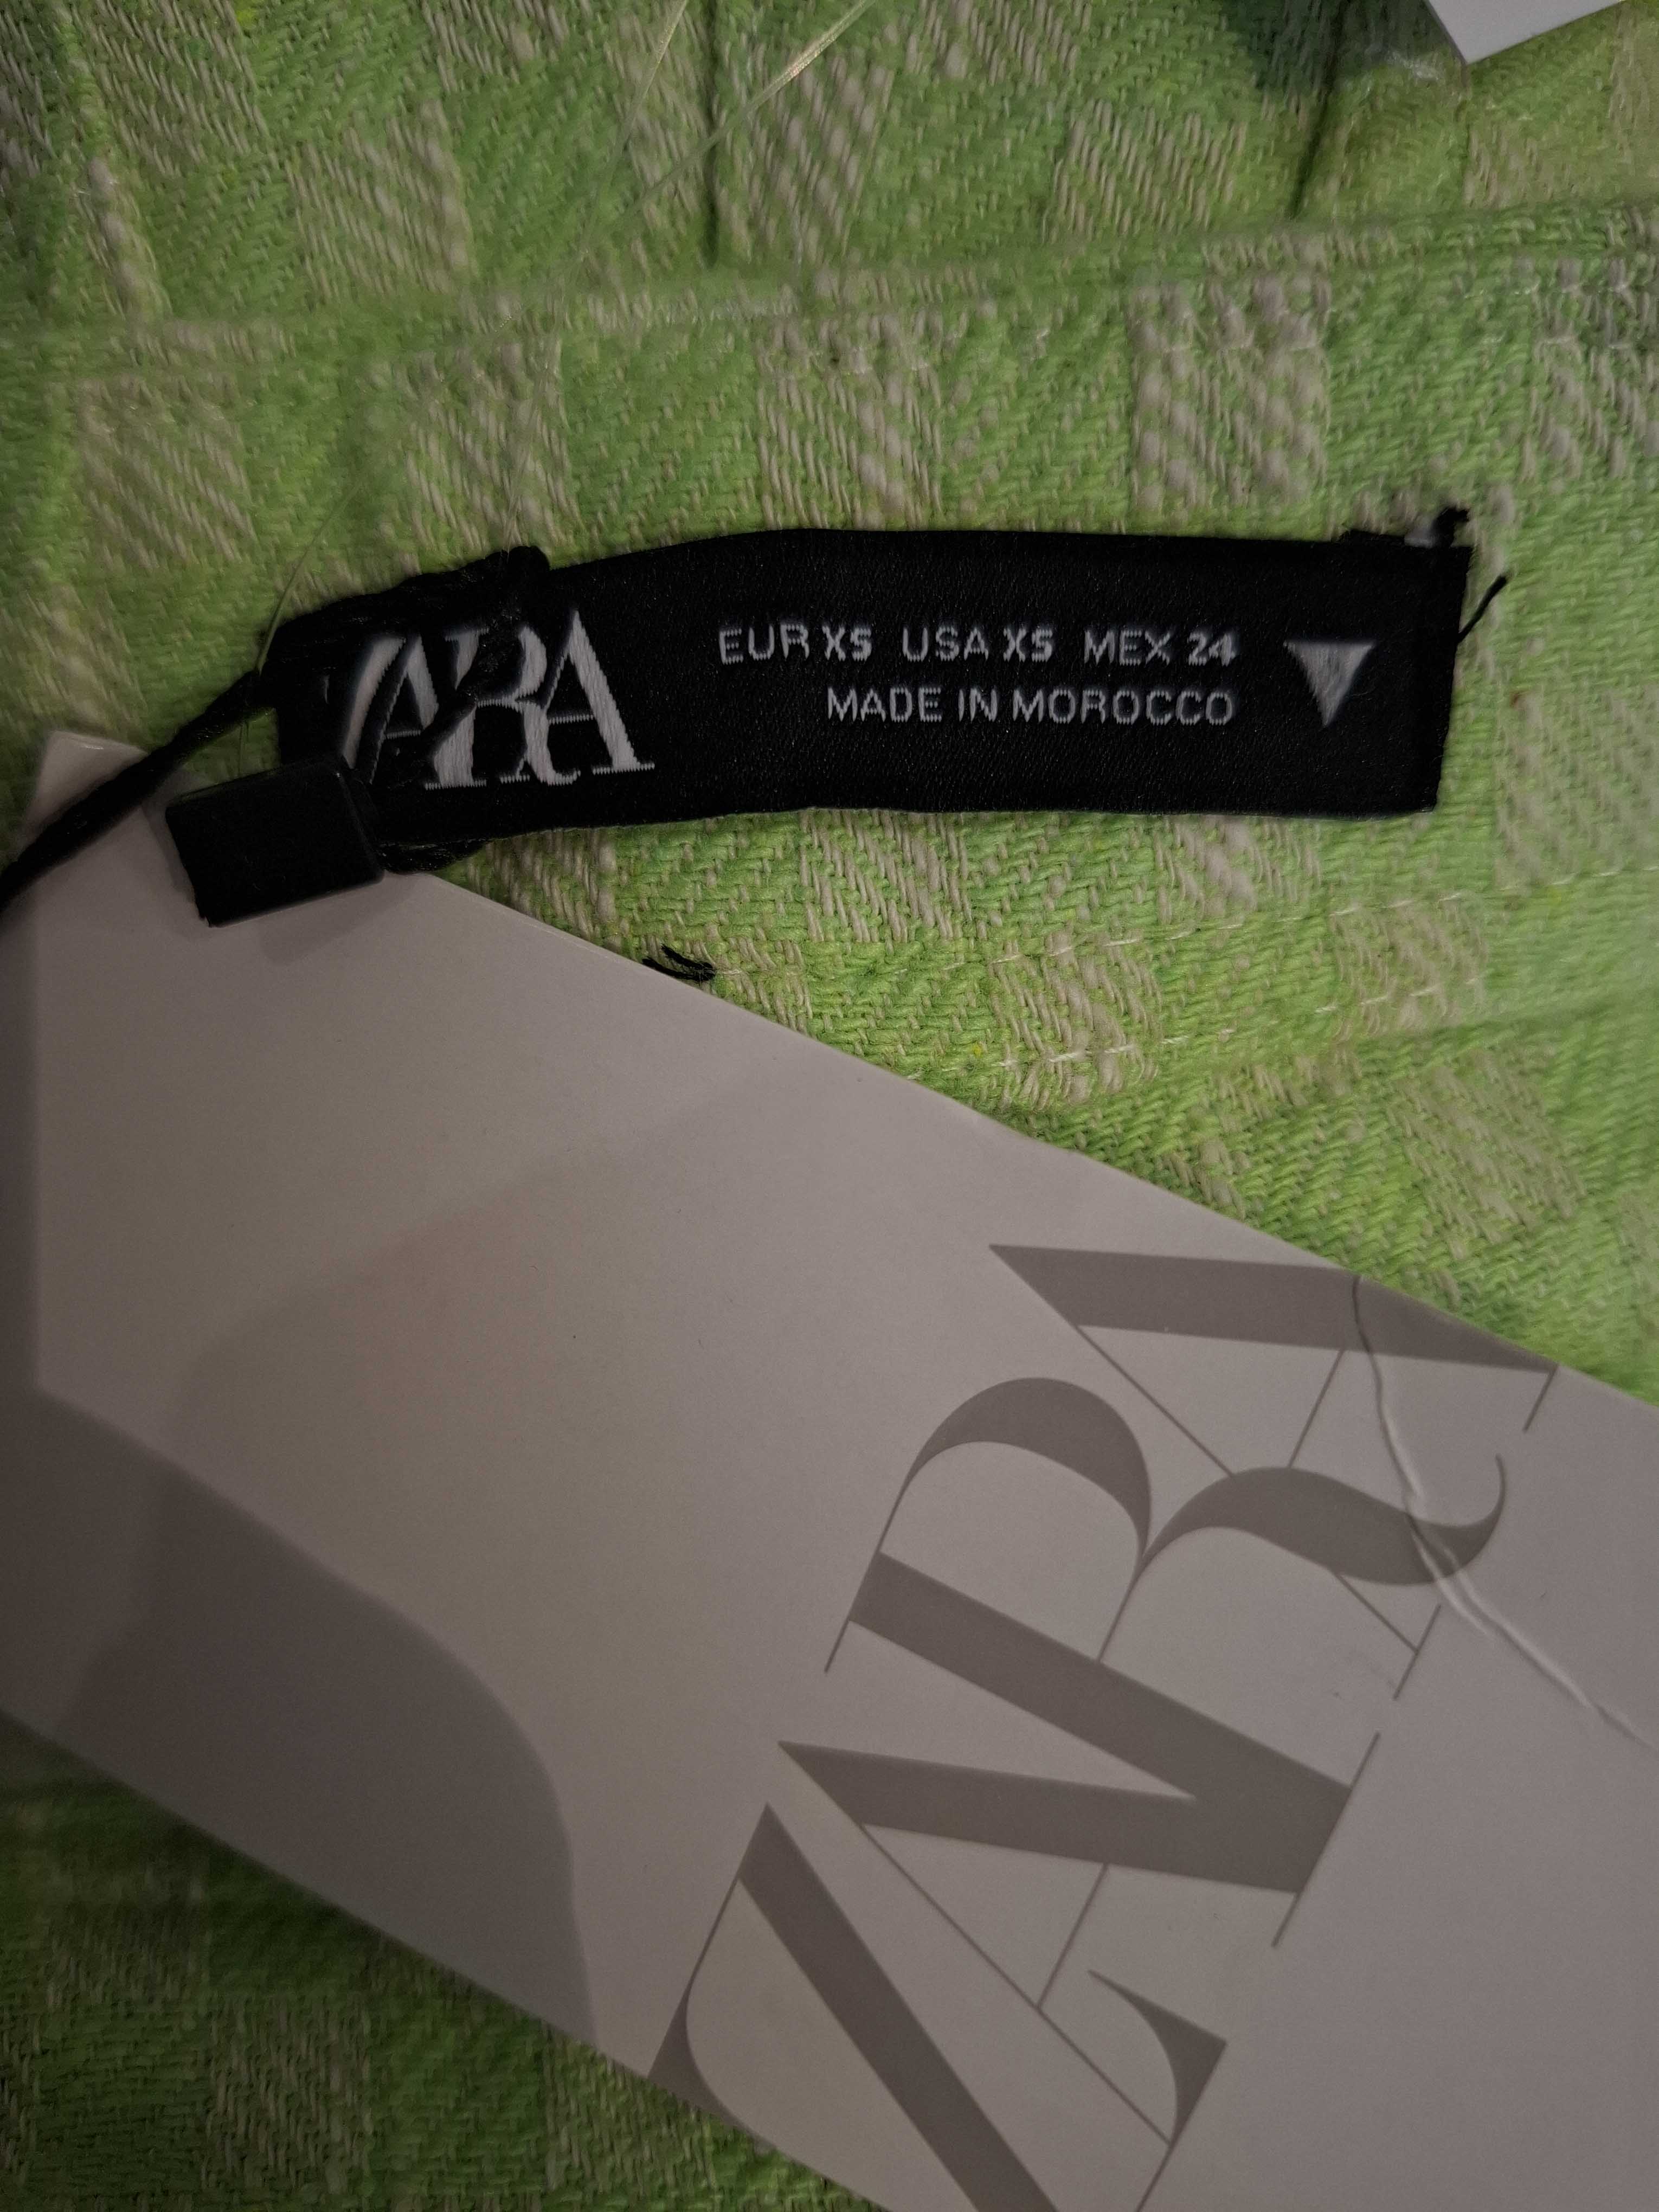 ZARA
EUR XS USA XS MEX 24
MADE IN MOROCCO
ZARA